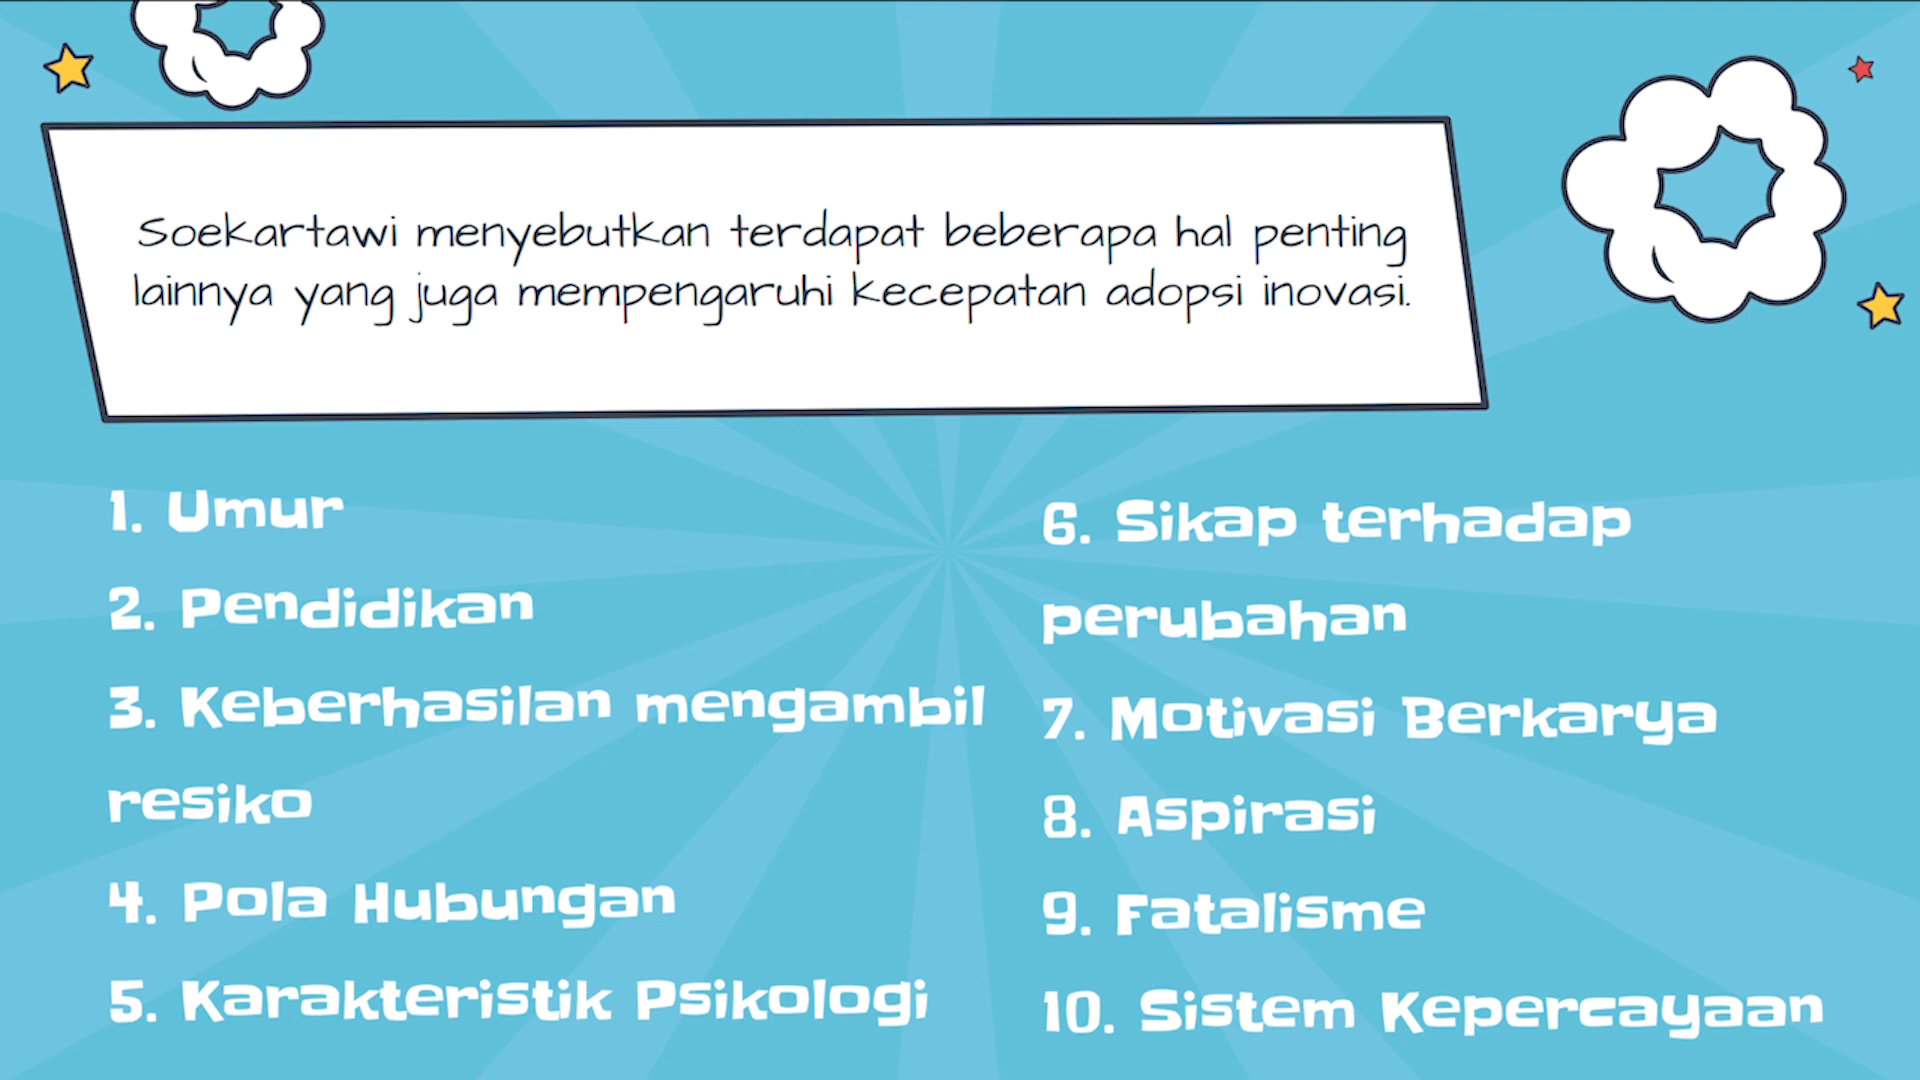 Soekartawi menyebutkan terdapat beberapa hal penting
lainnya yang juga mempengaruhi kecepatan adopsi inovasi.
1. Umur
2. Pendidikan
3. Keberhasilan mengambil
resiko
4. Pola Hubungan
5. Karakteristik Psikologi
6. Sikap terhadap
perubahan
7. Motivasi Berkarya
8. Aspirasi
9. Fatalisme
10. Sistem Kepercayaan